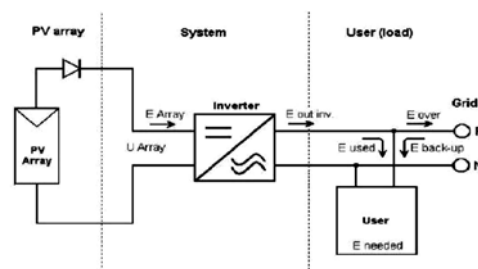 PV array
System
User (load)
E Array
Inverter
E out inv.
E over
Grid
PV
Array
U Array
E used
E back-up
N
User
E needed